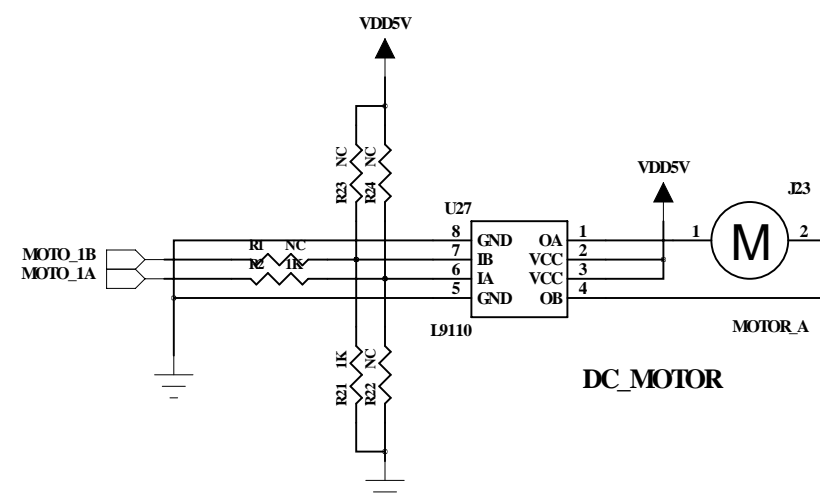 VDD5V
R23 NC
R24 NC
VDD5V
J23
U27
8 GND OA 1
1 M 2
MOTO_1B R1 NC 7 IB VCC 2
MOTO_1A R2 1K 6 IA VCC 3
5 GND OB 4
L9110
MOTOR_A
R21 1K
R22 NC
DC_MOTOR